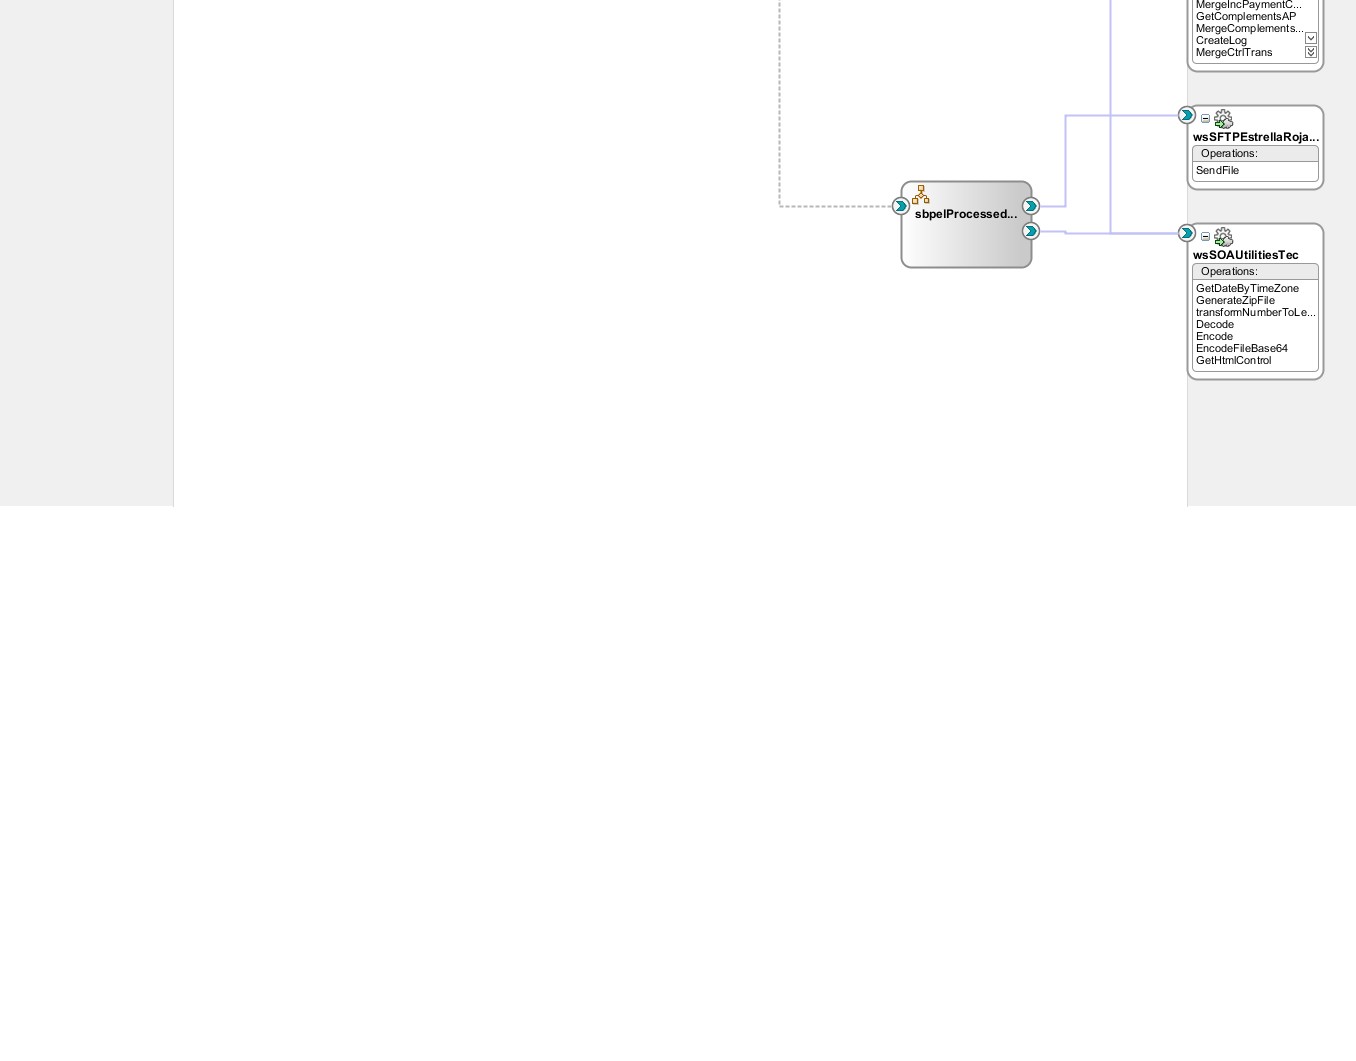 MergeIncPaymentC...
GetComplementsAP
MergeComplements...
CreateLog
MergeCtrlTrans
wsSFTPEstrellaRoja...
Operations:
SendFile
sbpelProcessed...
wsSOAUtilitiesTec
Operations:
GetDateByTimeZone
GenerateZipFile
transformNumberToLe...
Decode
Encode
EncodeFileBase64
GetHtmlControl